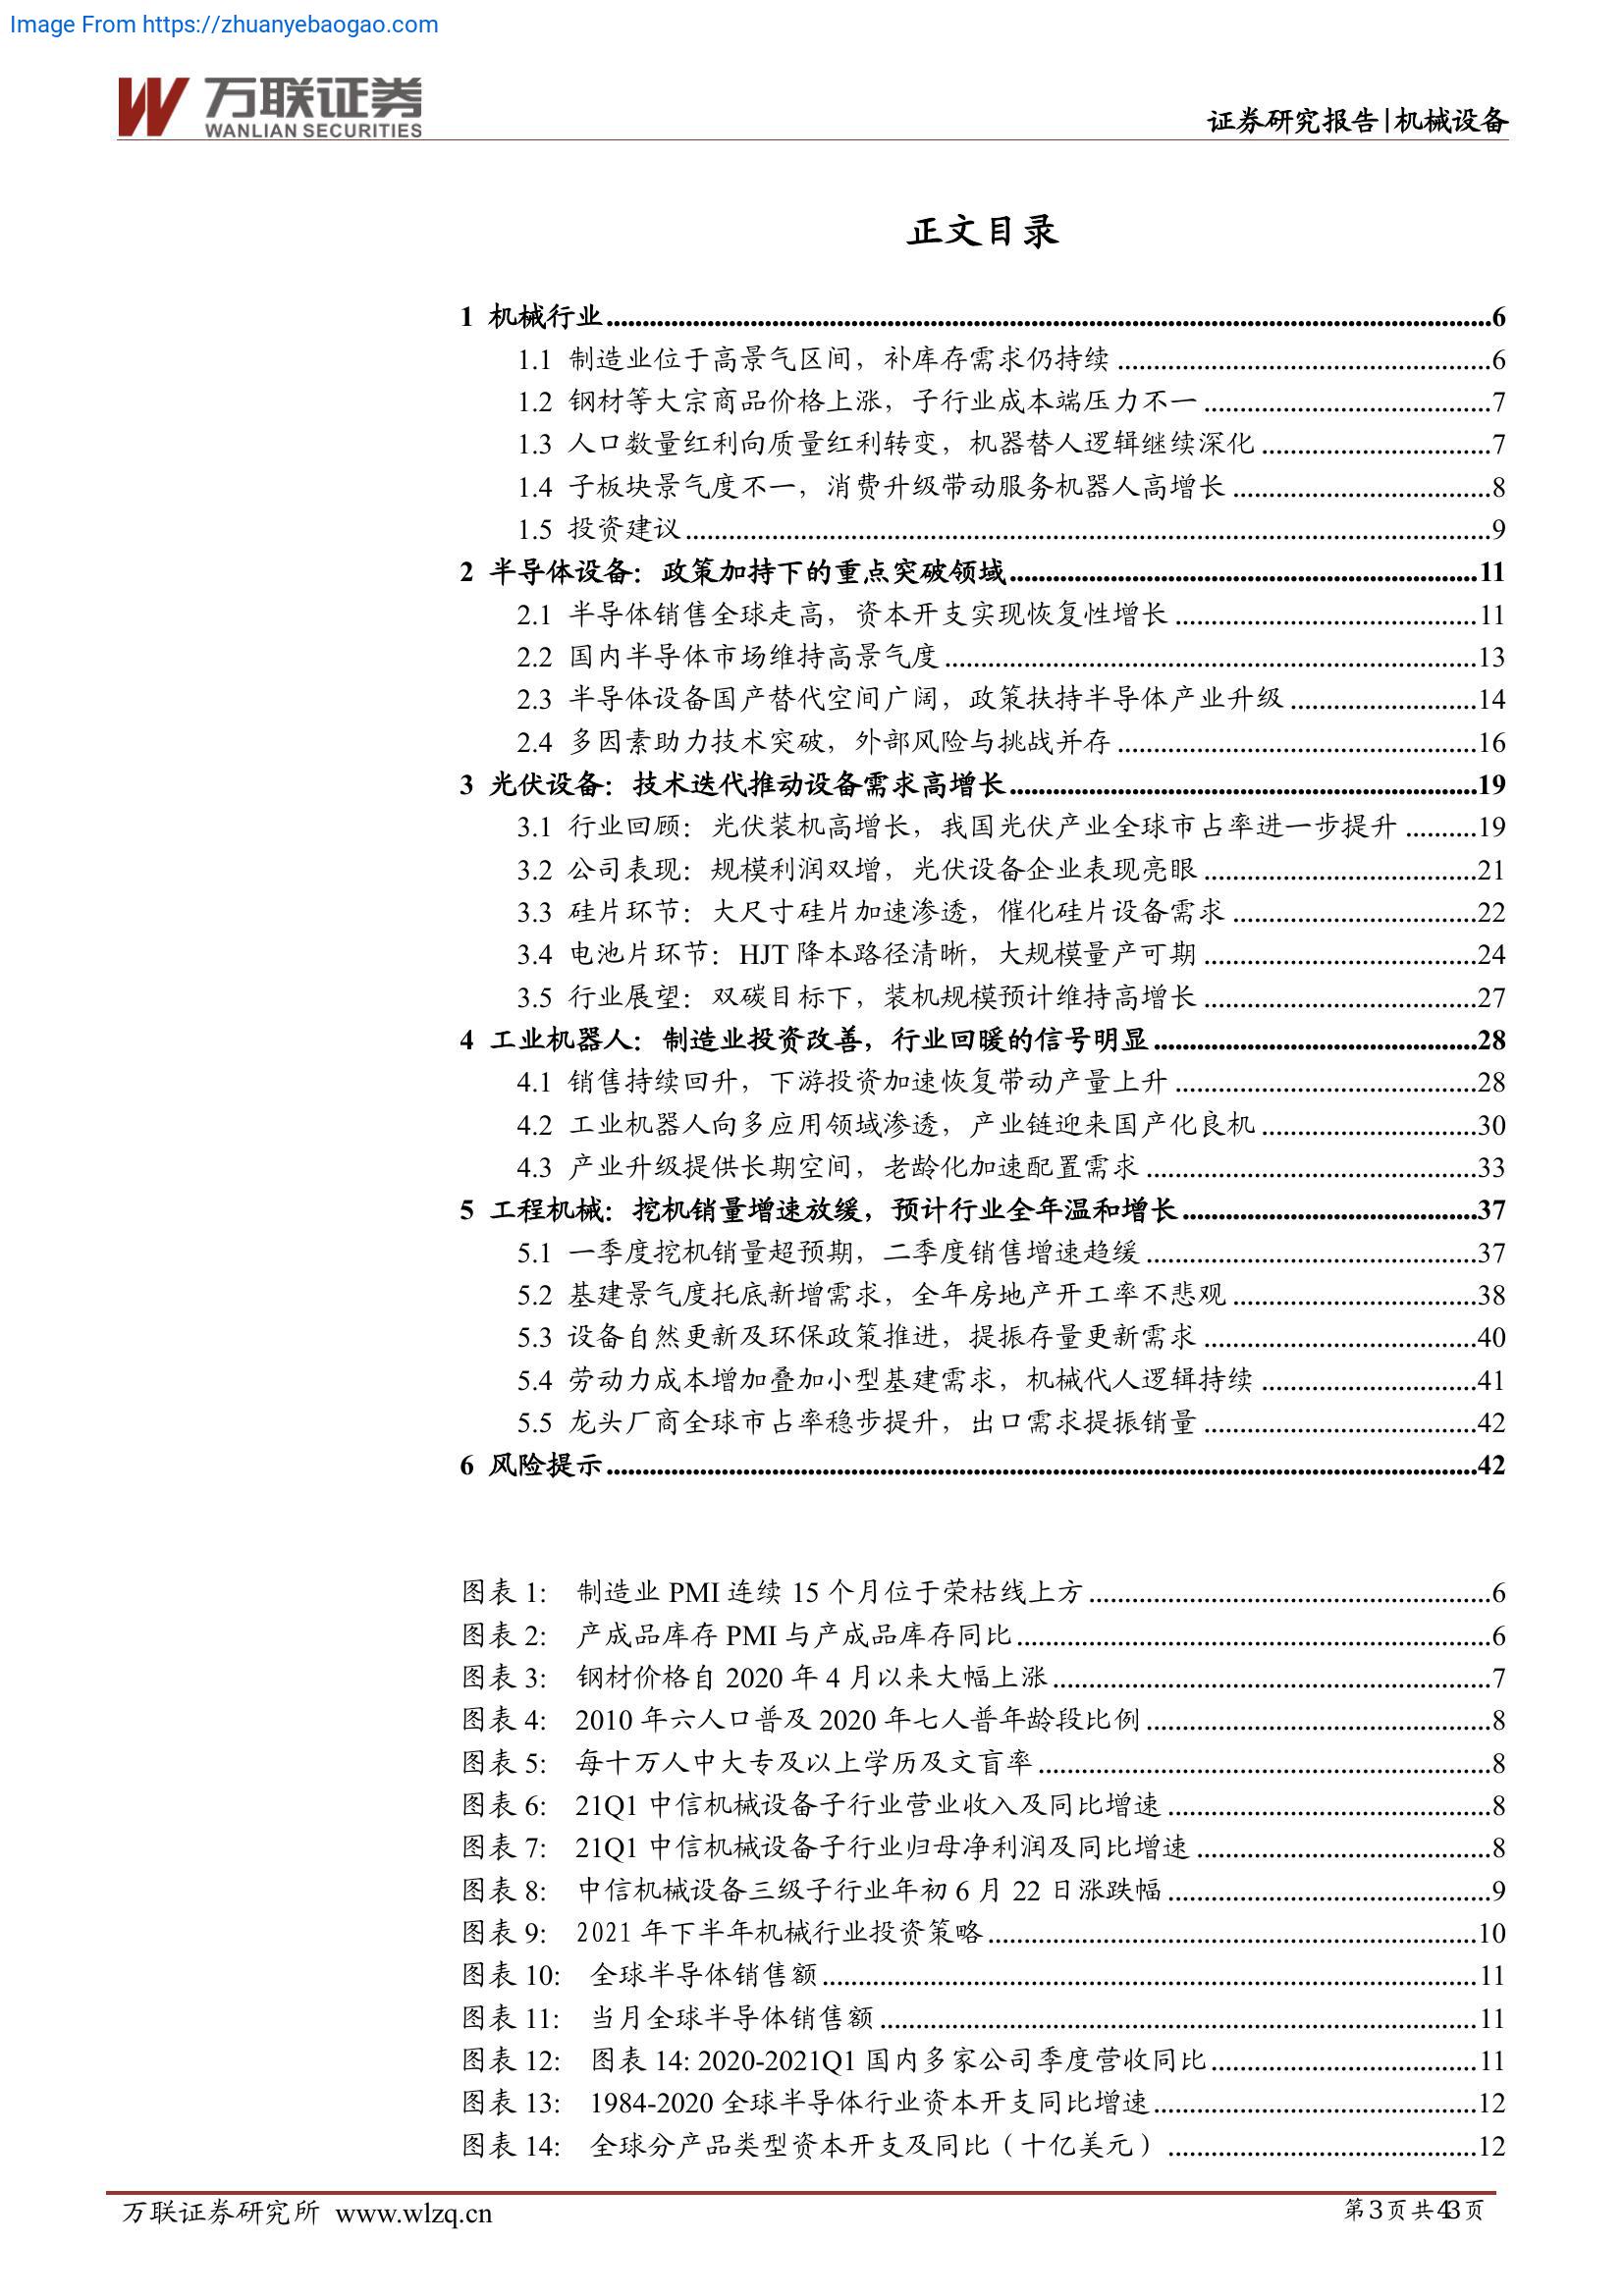 Image From https://zhuanyebaogao.com
万联证券
WANLIAN SECURITIES
证券研究报告|机械设备
正文目录
1 机械行业..........6
1.1 制造业位于高景气区间，补库存需求仍持续..........6
1.2 钢材等大宗商品价格上涨，子行业成本端压力不一..........7
1.3 人口数量红利向质量红利转变，机器替人逻辑继续深化..........7
1.4 子板块景气度不一，消费升级带动服务机器人高增长..........8
1.5 投资建议..........9
2 半导体设备：政策加持下的重点突破领域..........11
2.1 半导体销售全球走高，资本开支实现恢复性增长..........11
2.2 国内半导体市场维持高景气度..........13
2.3 半导体设备国产替代空间广阔，政策扶持半导体产业升级..........14
2.4 多因素助力技术突破，外部风险与挑战并存..........16
3 光伏设备：技术迭代推动设备需求高增长..........19
3.1 行业回顾：光伏装机高增长，我国光伏产业全球市占率进一步提升..........19
3.2 公司表现：规模利润双增，光伏设备企业表现亮眼..........21
3.3 硅片环节：大尺寸硅片加速渗透，催化硅片设备需求..........22
3.4 电池片环节：HJT 降本路径清晰，大规模量产可期..........24
3.5 行业展望：双碳目标下，装机规模预计维持高增长..........27
4 工业机器人：制造业投资改善，行业回暖的信号明显..........28
4.1 销售持续回升，下游投资加速恢复带动产量上升..........28
4.2 工业机器人向多应用领域渗透，产业链迎来国产化良机..........30
4.3 产业升级提供长期空间，老龄化加速配置需求..........33
5 工程机械：挖机销量增速放缓，预计行业全年温和增长..........37
5.1 一季度挖机销量超预期，二季度销售增速趋缓..........37
5.2 基建景气度托底新增需求，全年房地产开工率不悲观..........38
5.3 设备自然更新及环保政策推进，提振存量更新需求..........40
5.4 劳动力成本增加叠加小型基建需求，机械代人逻辑持续..........41
5.5 龙头厂商全球市占率稳步提升，出口需求提振销量..........42
6 风险提示..........42
图表 1: 制造业 PMI 连续 15 个月位于荣枯线上方..........6
图表 2: 产成品库存 PMI 与产成品库存同比..........6
图表 3: 钢材价格自 2020 年 4 月以来大幅上涨..........7
图表 4: 2010 年六人口普及 2020 年七人普年龄段比例..........8
图表 5: 每十万人中大专及以上学历及文盲率..........8
图表 6: 21Q1 中信机械设备子行业营业收入及同比增速..........8
图表 7: 21Q1 中信机械设备子行业归母净利润及同比增速..........8
图表 8: 中信机械设备三级子行业年初 6 月 22 日涨跌幅..........9
图表 9: 2021 年下半年机械行业投资策略..........10
图表 10: 全球半导体销售额..........11
图表 11: 当月全球半导体销售额..........11
图表 12: 图表 14: 2020-2021Q1 国内多家公司季度营收同比..........11
图表 13: 1984-2020 全球半导体行业资本开支同比增速..........12
图表 14: 全球分产品类型资本开支及同比（十亿美元）..........12
万联证券研究所 www.wlzq.cn
第3页共43页